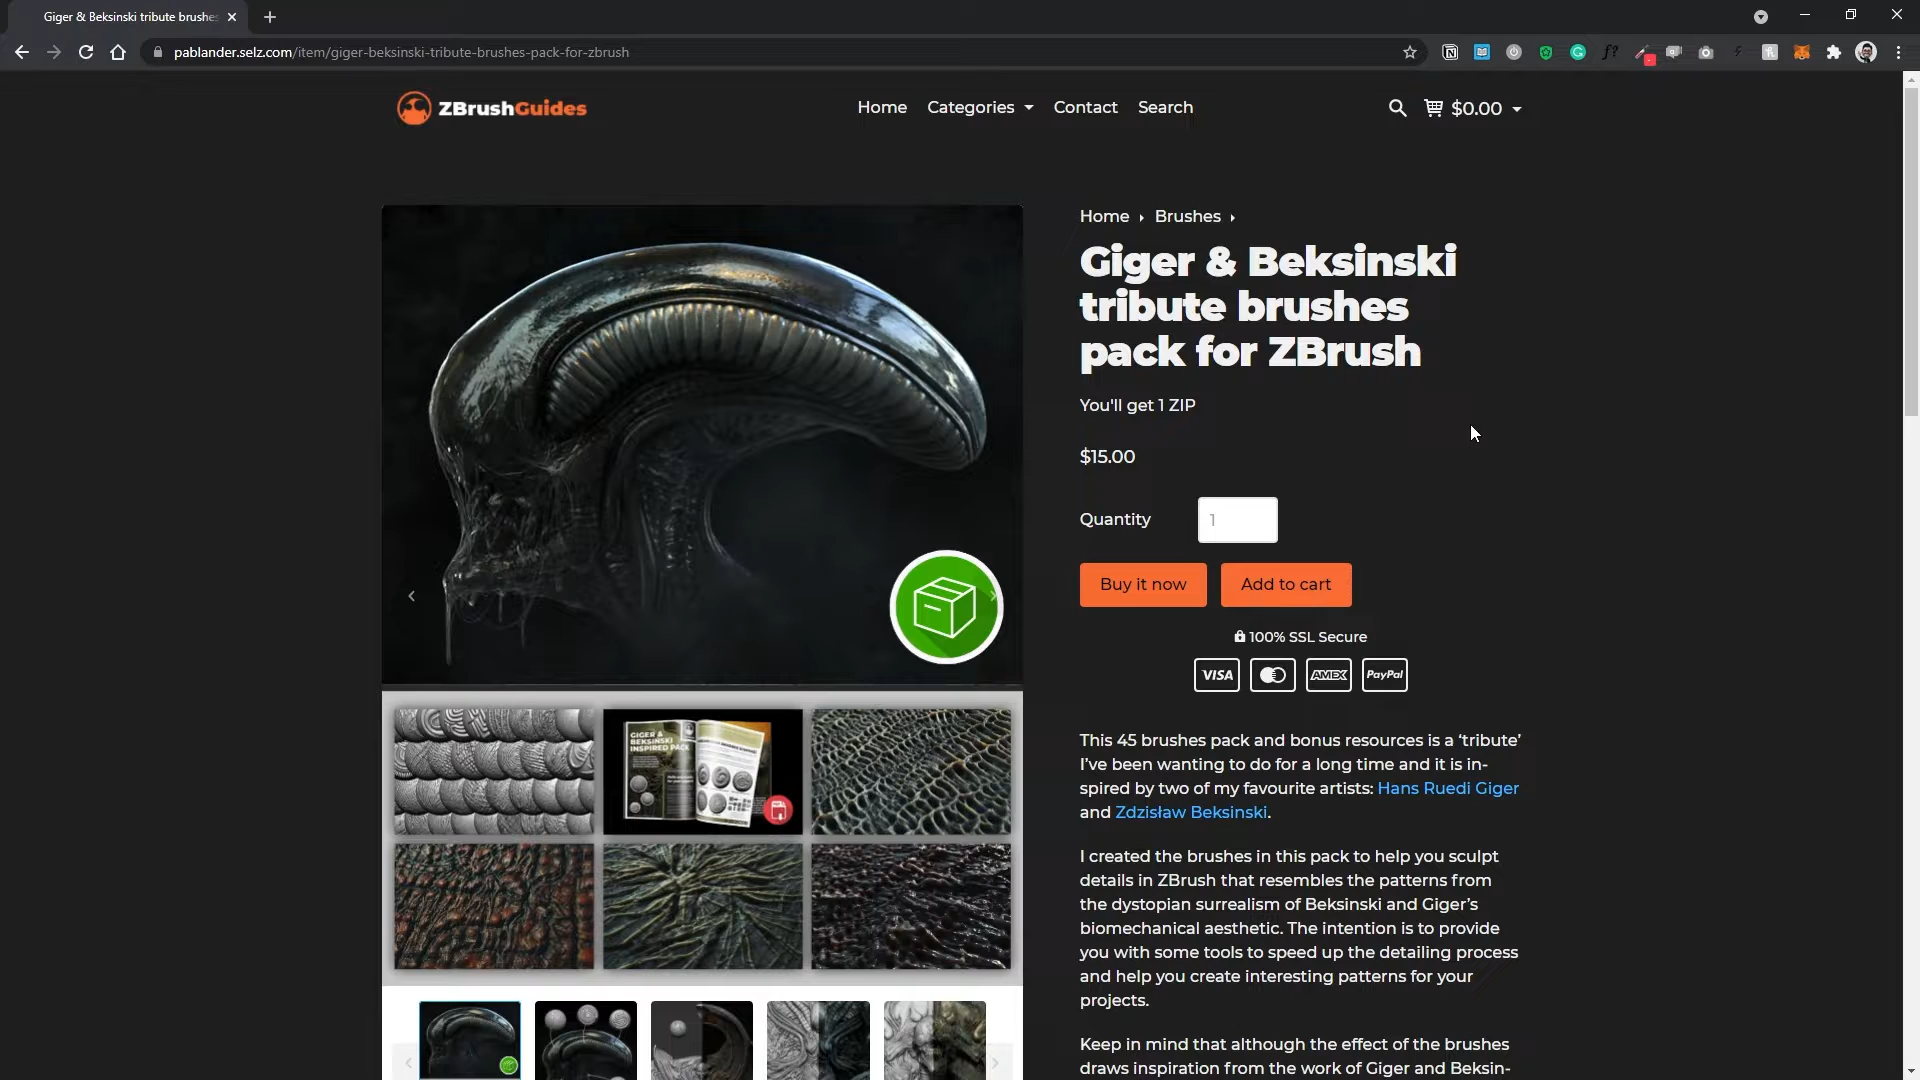 Giger & Beksinski tribute brushes
pablander.selz.com/item/giger-beksinski-tribute-brushes-pack-for-zbrush
ZBrushGuides
Home
Categories
Contact
Search
$0.00
Home
Brushes
Giger & Beksinski
tribute brushes
pack for ZBrush
You'll get 1 ZIP
$15.00
Quantity
1
Buy it now
Add to cart
100% SSL Secure
VISA
AMEX
PayPal
GIGER &
BEKSINSKI
INSPIRED PACK
This 45 brushes pack and bonus resources is a ‘tribute’
I’ve been wanting to do for a long time and it is in-
spired by two of my favourite artists: Hans Ruedi Giger
and Zdzisław Beksinski.
I created the brushes in this pack to help you sculpt
details in ZBrush that resembles the patterns from
the dystopian surrealism of Beksinski and Giger’s
biomechanical aesthetic. The intention is to provide
you with some tools to speed up the detailing process
and help you create interesting patterns for your
projects.
Keep in mind that although the effect of the brushes
draws inspiration from the work of Giger and Beksin-